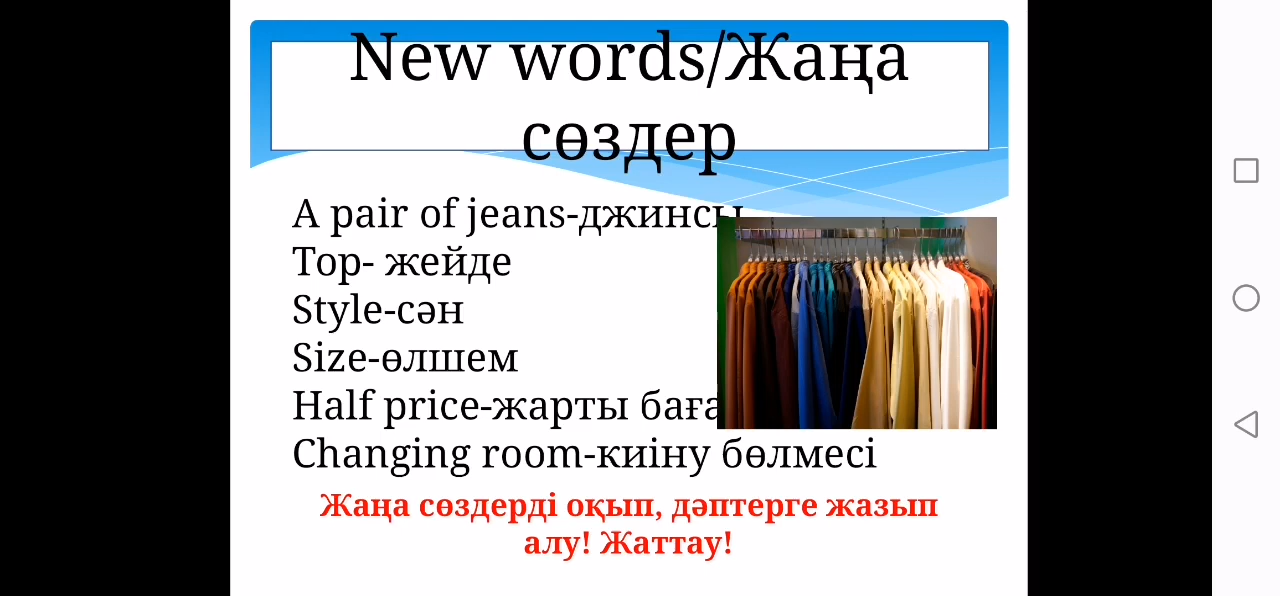 New words/Жаңа
сөздер
A pair of jeans-джинсы
Top- жейде
Style-сән
Size-өлшем
Half price-жарты баға
Changing room-киіну бөлмесі
Жаңа сөздерді оқып, дәптерге жазып
алу! Жаттау!